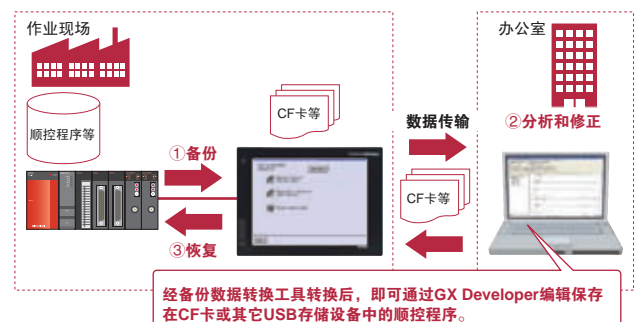 作业现场
办公室
CF卡等
顺控程序等
数据传输
②分析和修正
①备份
CF卡等
③恢复
经备份数据转换工具转换后，即可通过GX Developer编辑保存
在CF卡或其它USB存储设备中的顺控程序。